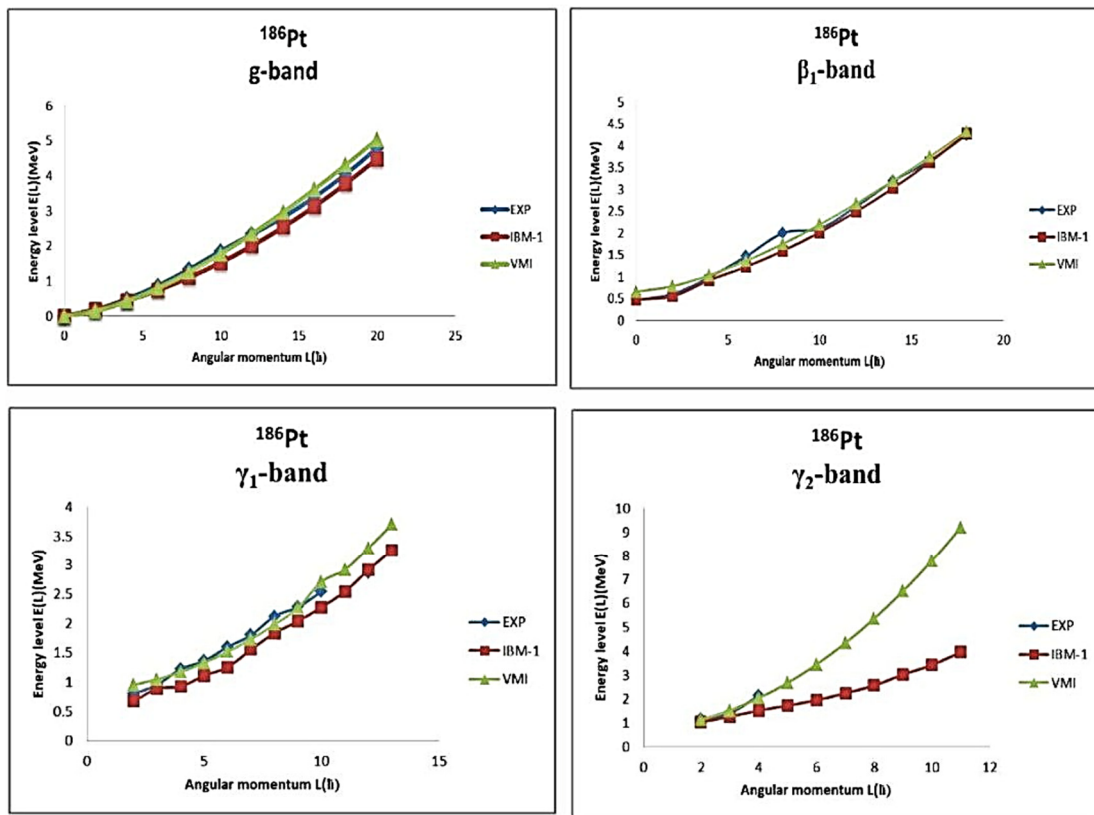 ¹⁸⁶Pt
g-band
Energy level E(L)(MeV)
6
5
4
3
2
1
0
0 5 10 15 20 25
Angular momentum L(ħ)
EXP
IBM-1
VMI
¹⁸⁶Pt
β₁-band
Energy level E(L)(MeV)
5
4.5
4
3.5
3
2.5
2
1.5
1
0.5
0
0 5 10 15 20
Angular momentum L(ħ)
EXP
IBM-1
VMI
¹⁸⁶Pt
γ₁-band
Energy level E(L)(MeV)
4
3.5
3
2.5
2
1.5
1
0.5
0
0 5 10 15
Angular momentum L(ħ)
EXP
IBM-1
VMI
¹⁸⁶Pt
γ₂-band
Energy level E(L)(MeV)
10
9
8
7
6
5
4
3
2
1
0
0 2 4 6 8 10 12
Angular momentum L(ħ)
EXP
IBM-1
VMI